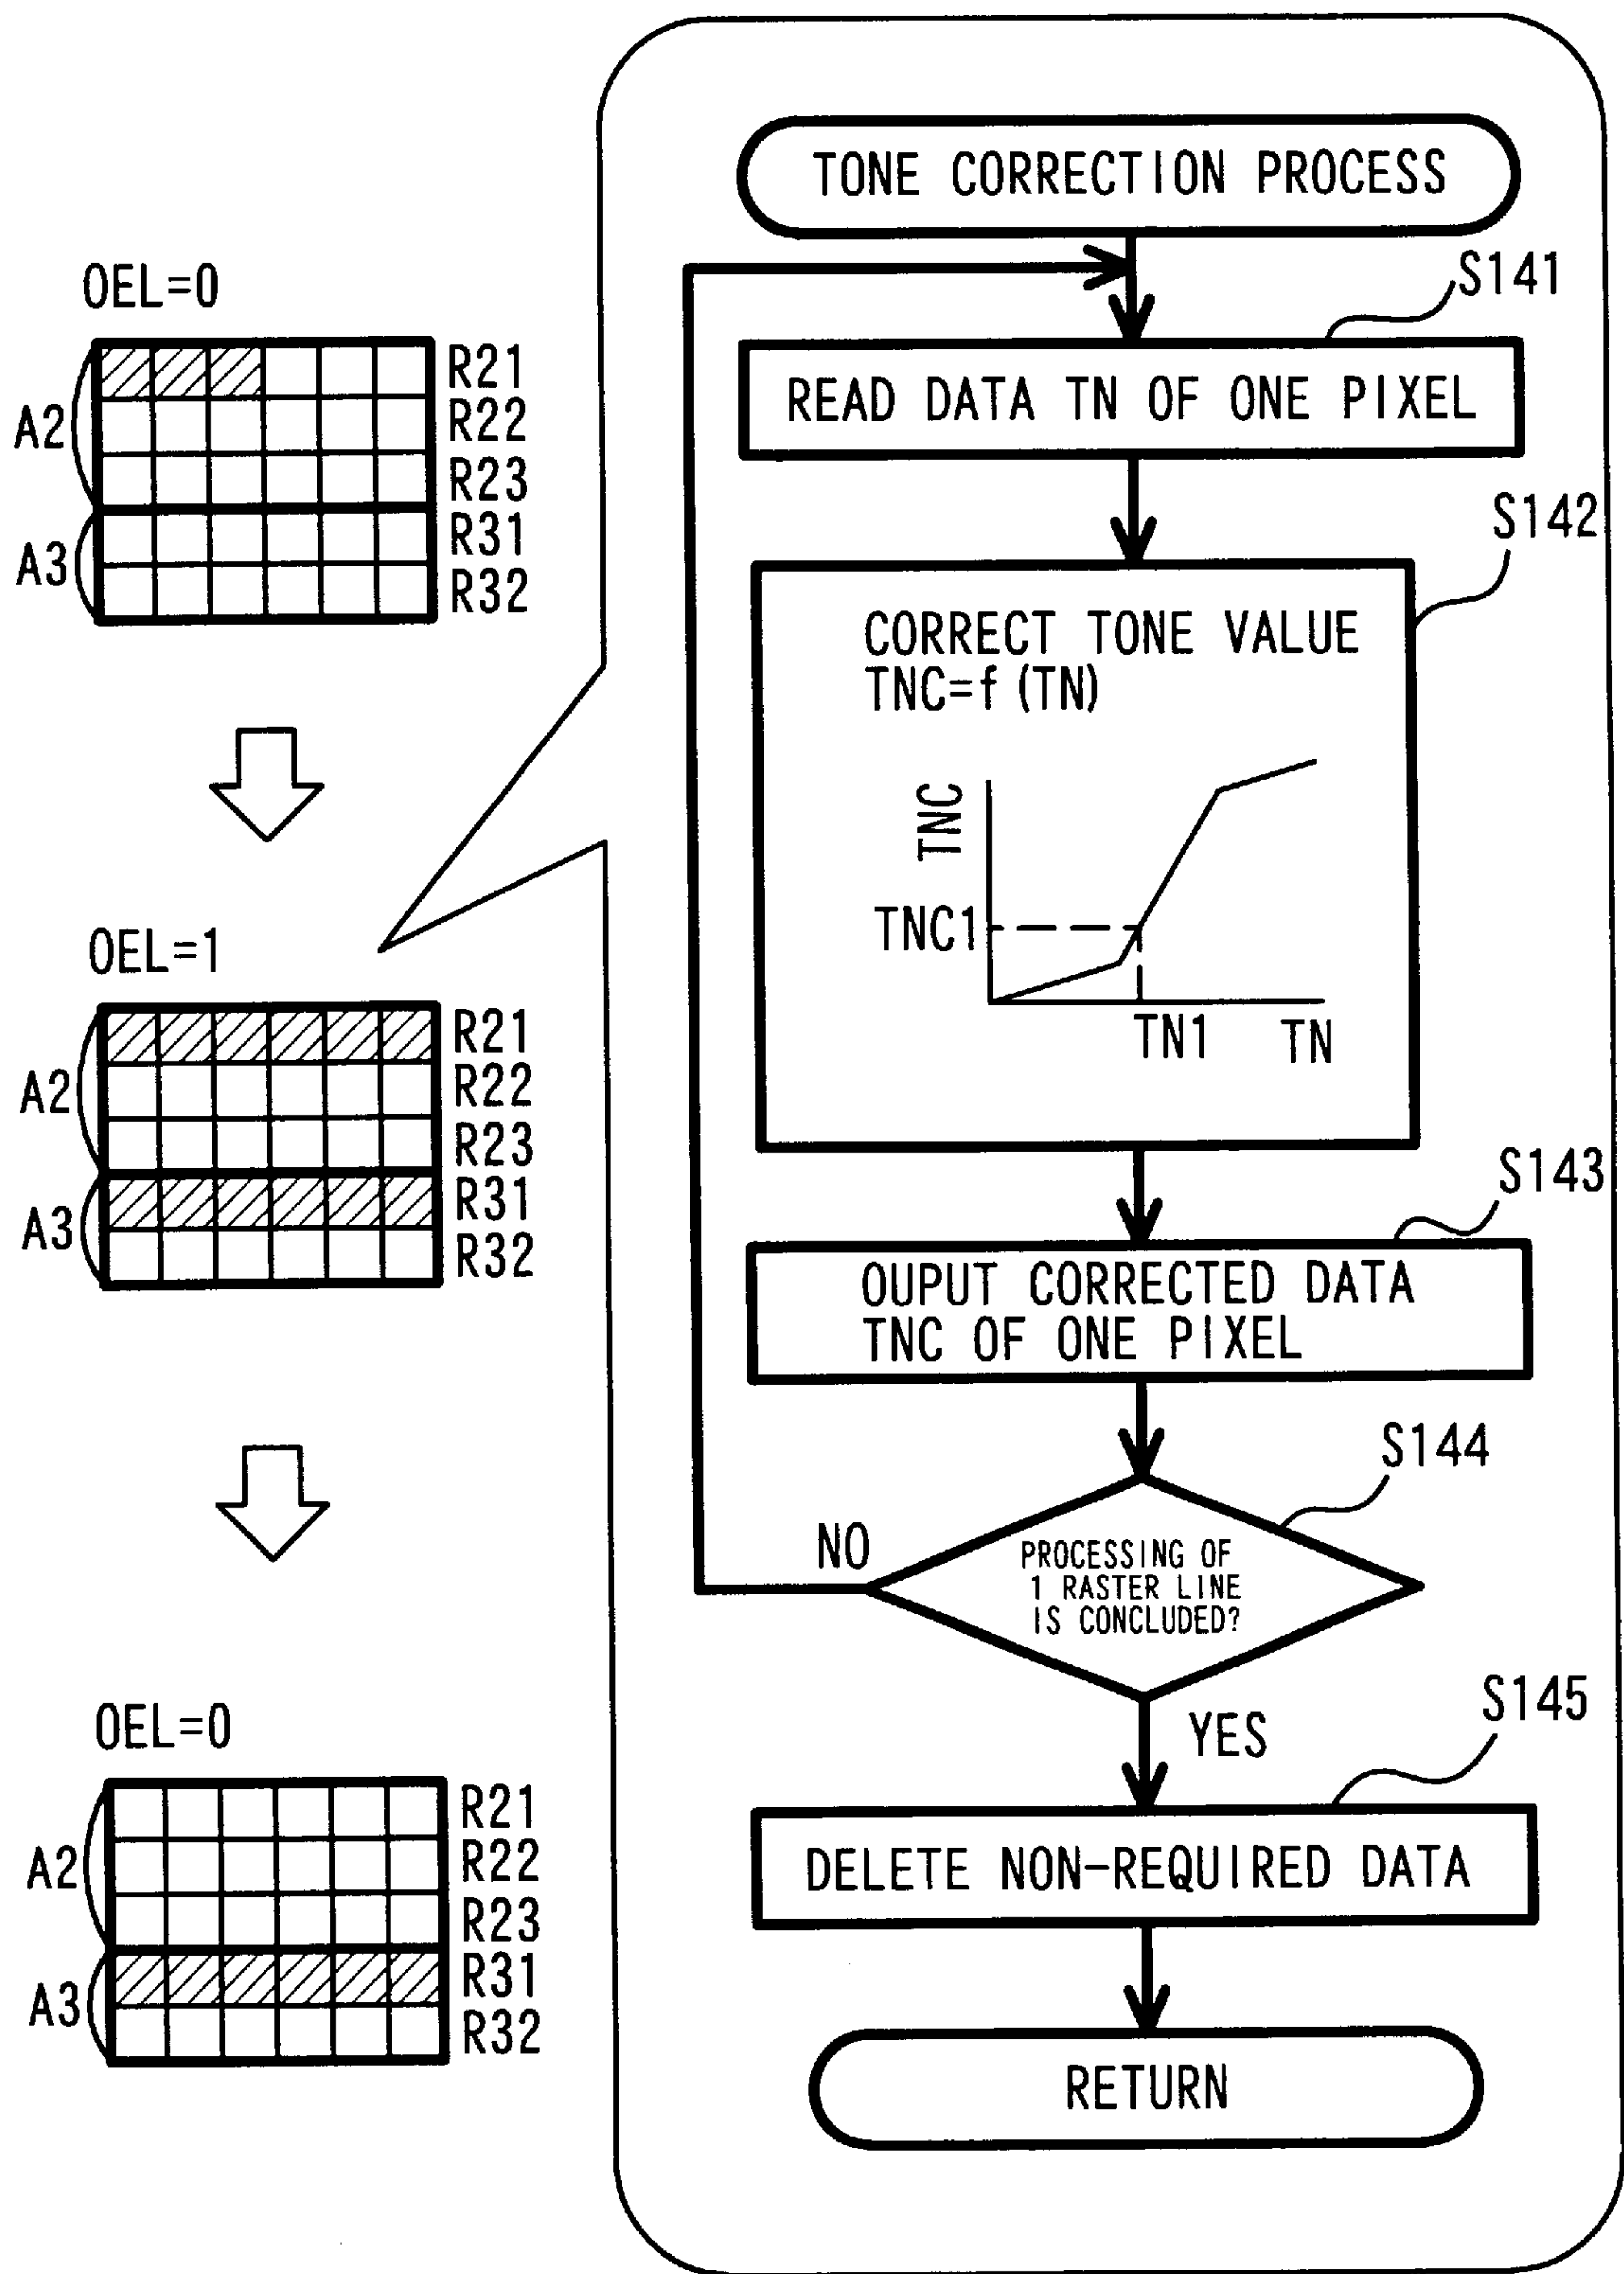 OEL=0
A2
A3
R21
R22
R23
R31
R32
OEL=1
A2
A3
R21
R22
R23
R31
R32
OEL=0
A2
A3
R21
R22
R23
R31
R32
TONE CORRECTION PROCESS
S141
READ DATA TN OF ONE PIXEL
S142
CORRECT TONE VALUE
TNC=f (TN)
TNC
TNC1
TN1
TN
S143
OUPUT CORRECTED DATA
TNC OF ONE PIXEL
S144
NO
PROCESSING OF
1 RASTER LINE
IS CONCLUDED?
YES
S145
DELETE NON-REQUIRED DATA
RETURN